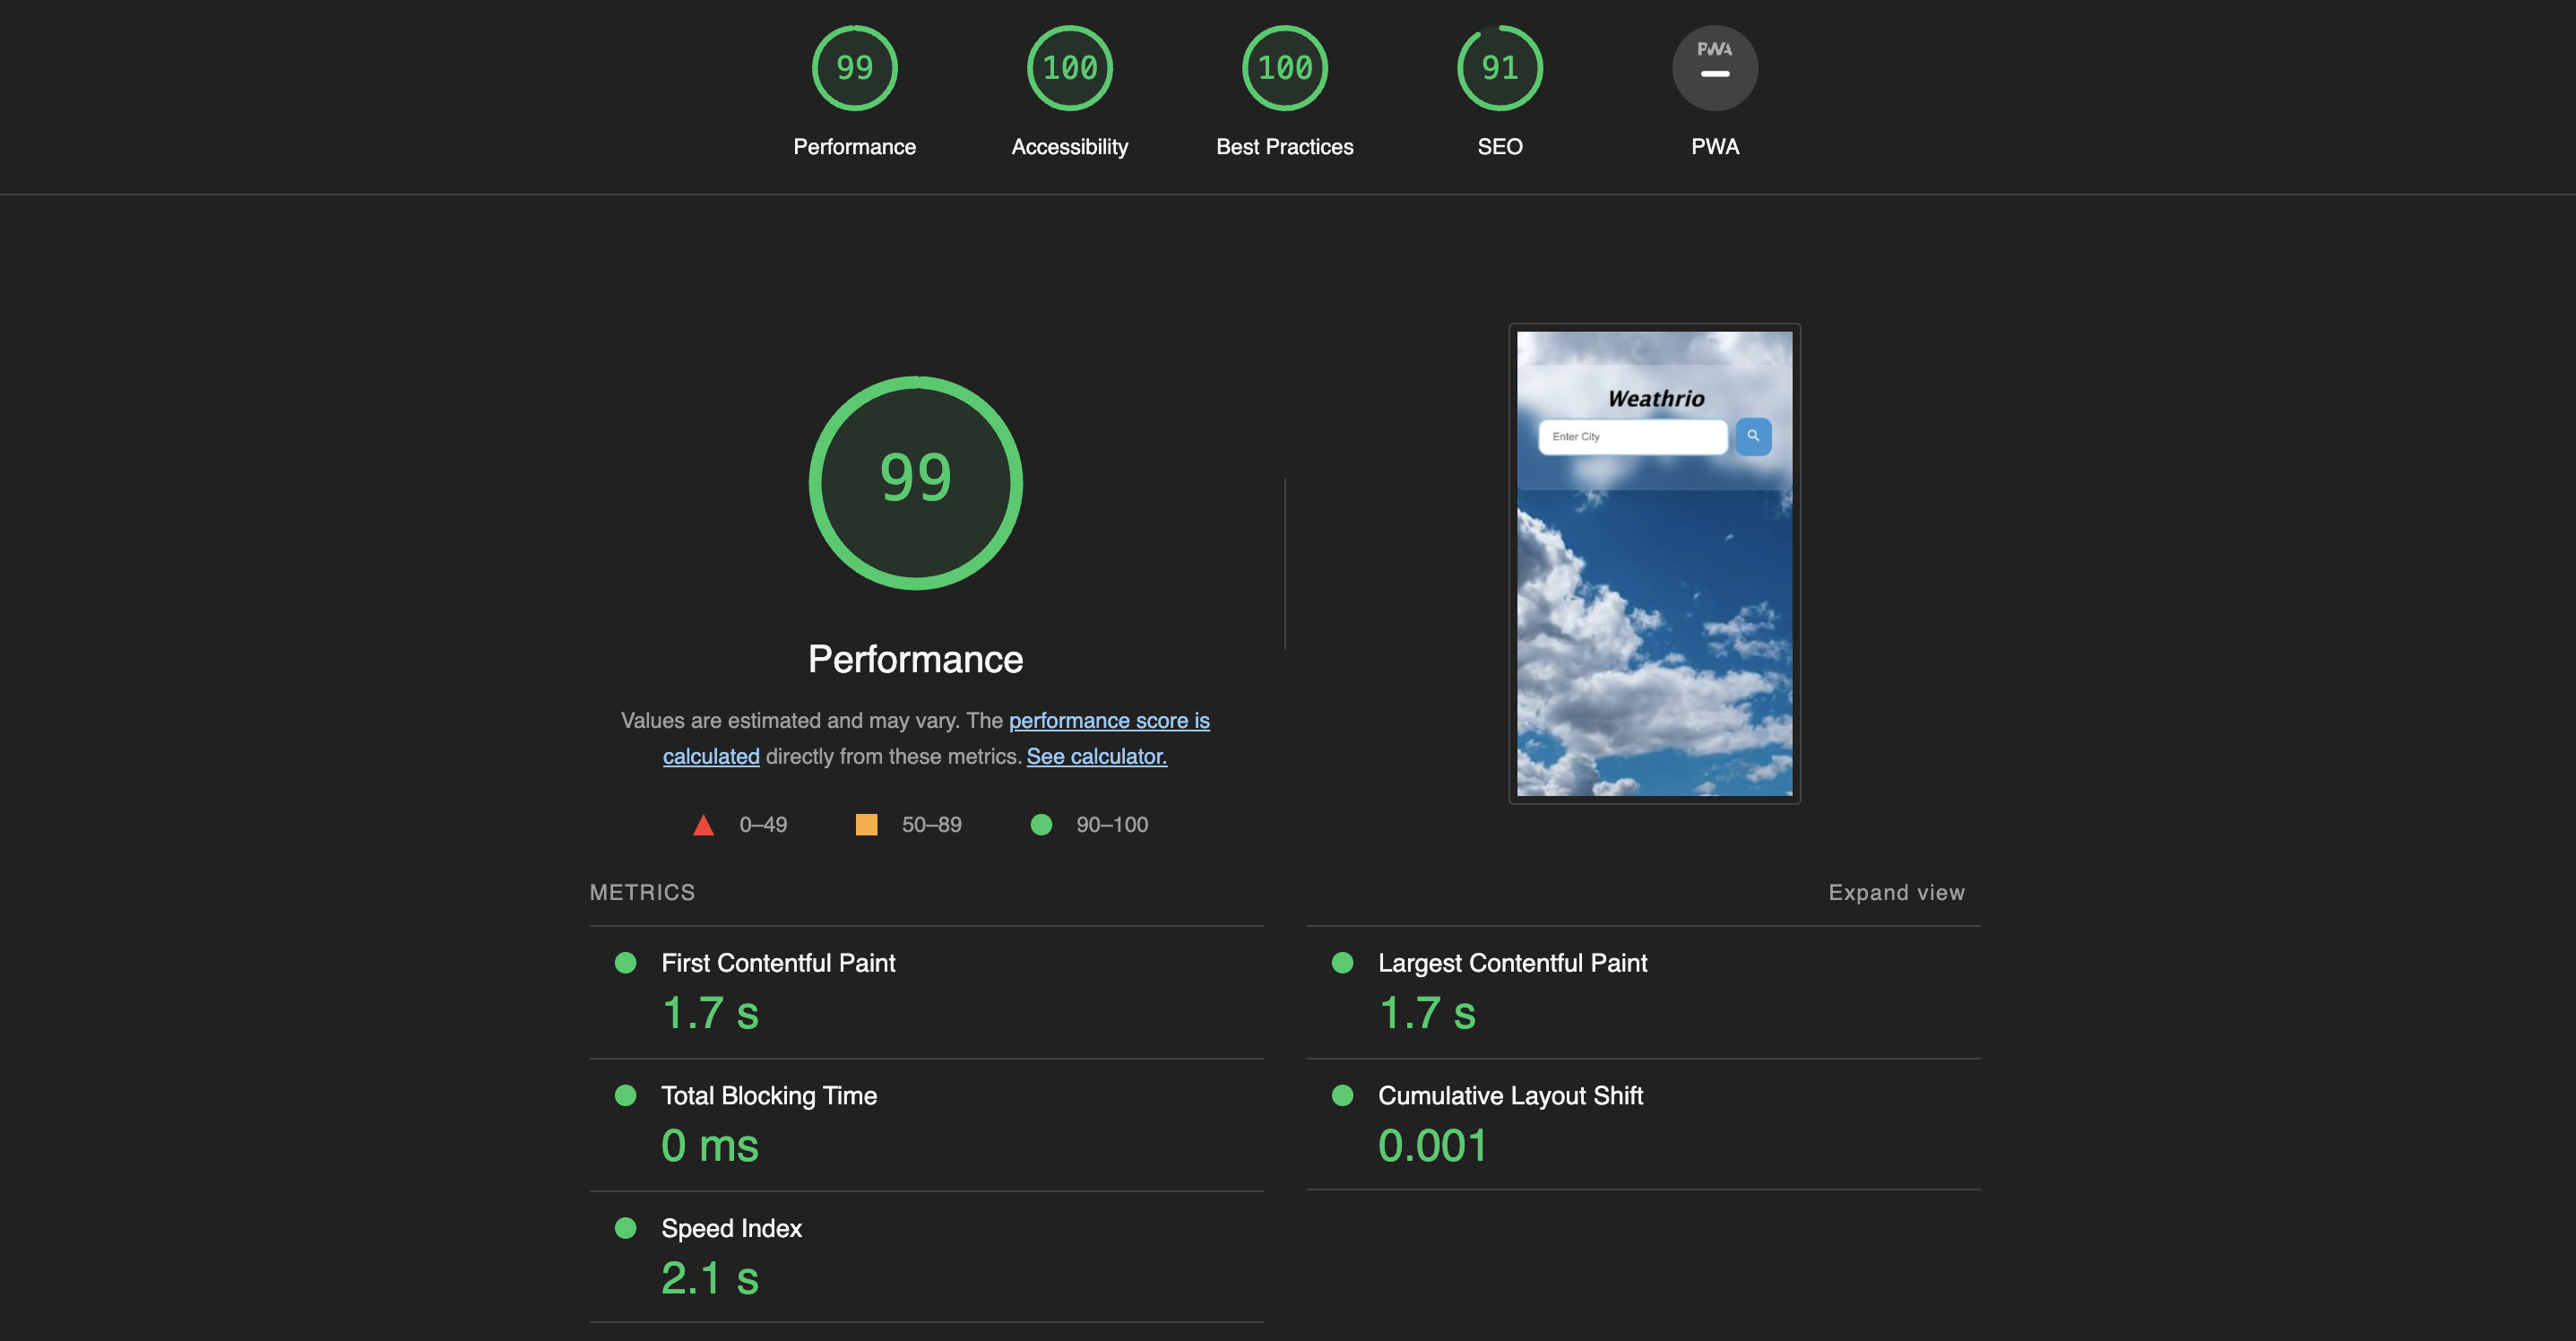 99
100
100
91
PWA
Performance
Accessibility
Best Practices
SEO
PWA
99
Performance
Values are estimated and may vary. The performance score is
calculated directly from these metrics. See calculator.
0–49
50–89
90–100
Weathrio
Enter City
METRICS
Expand view
First Contentful Paint
1.7 s
Largest Contentful Paint
1.7 s
Total Blocking Time
0 ms
Cumulative Layout Shift
0.001
Speed Index
2.1 s